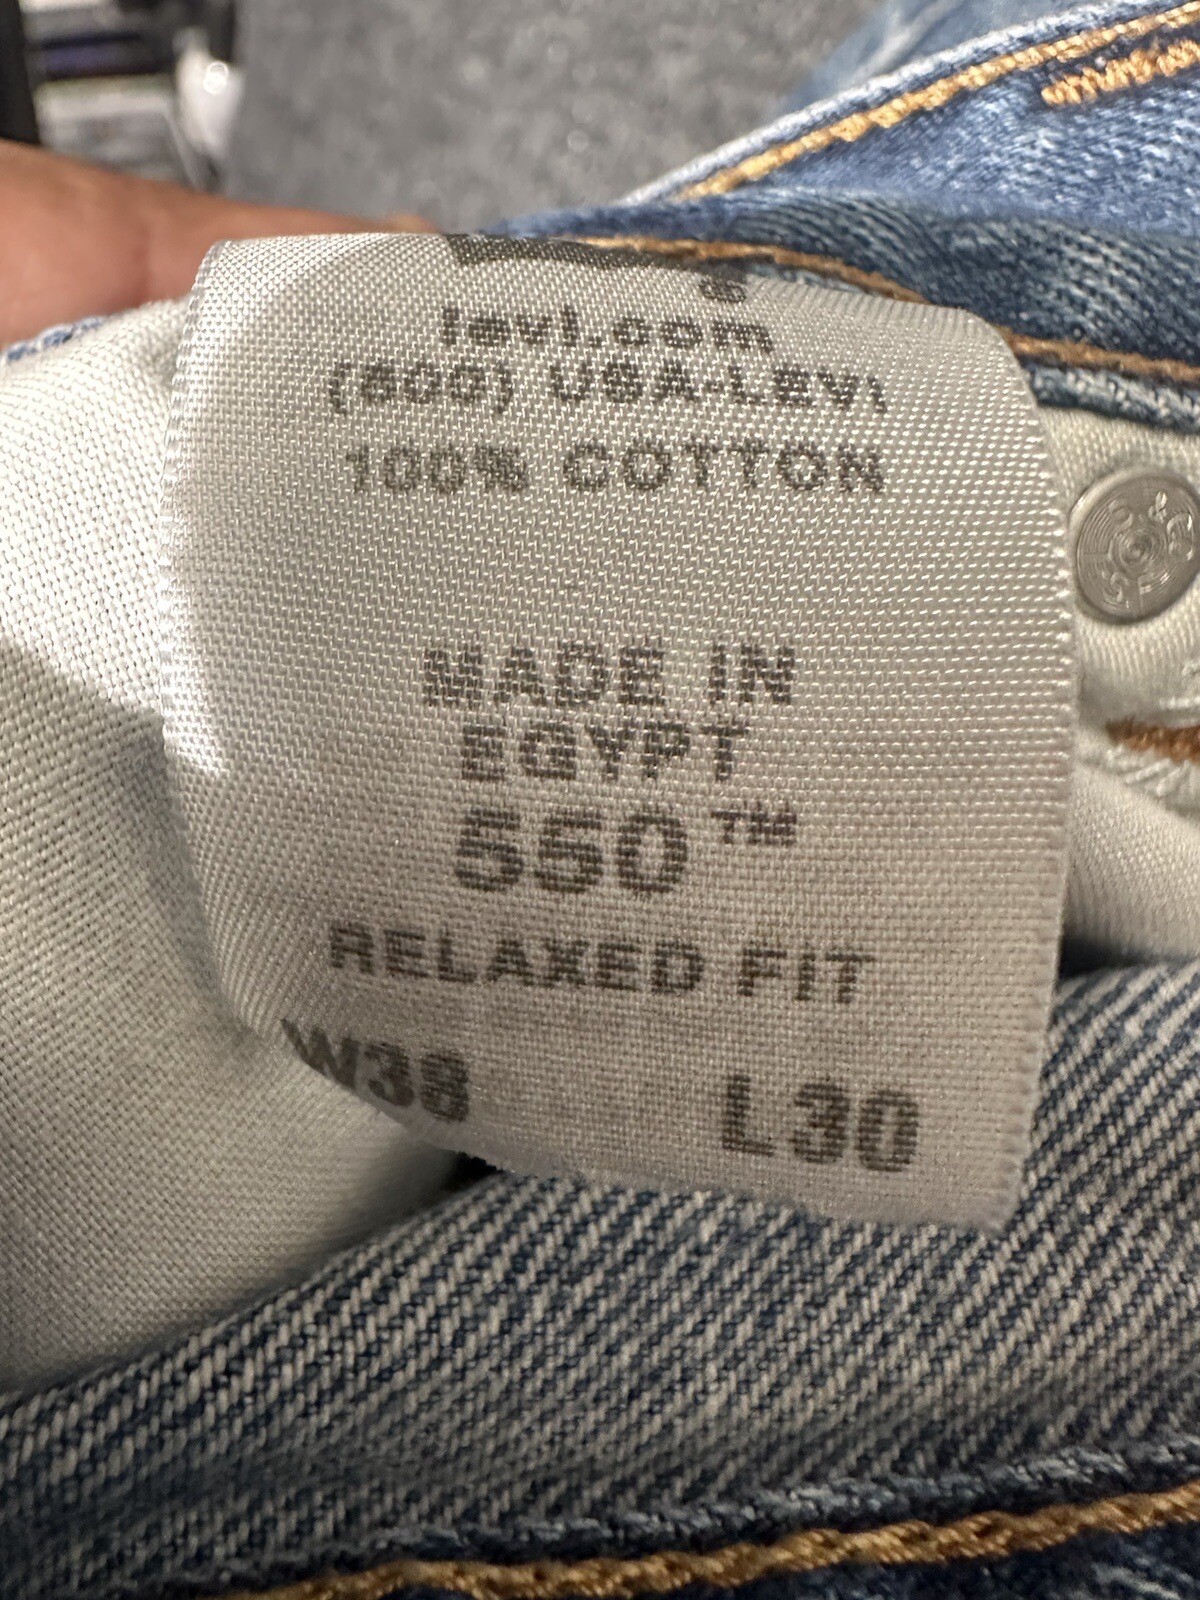 levi.com
(800) USA-LEVI
100% COTTON
MADE IN
EGYPT
550™
RELAXED FIT
W38 L30